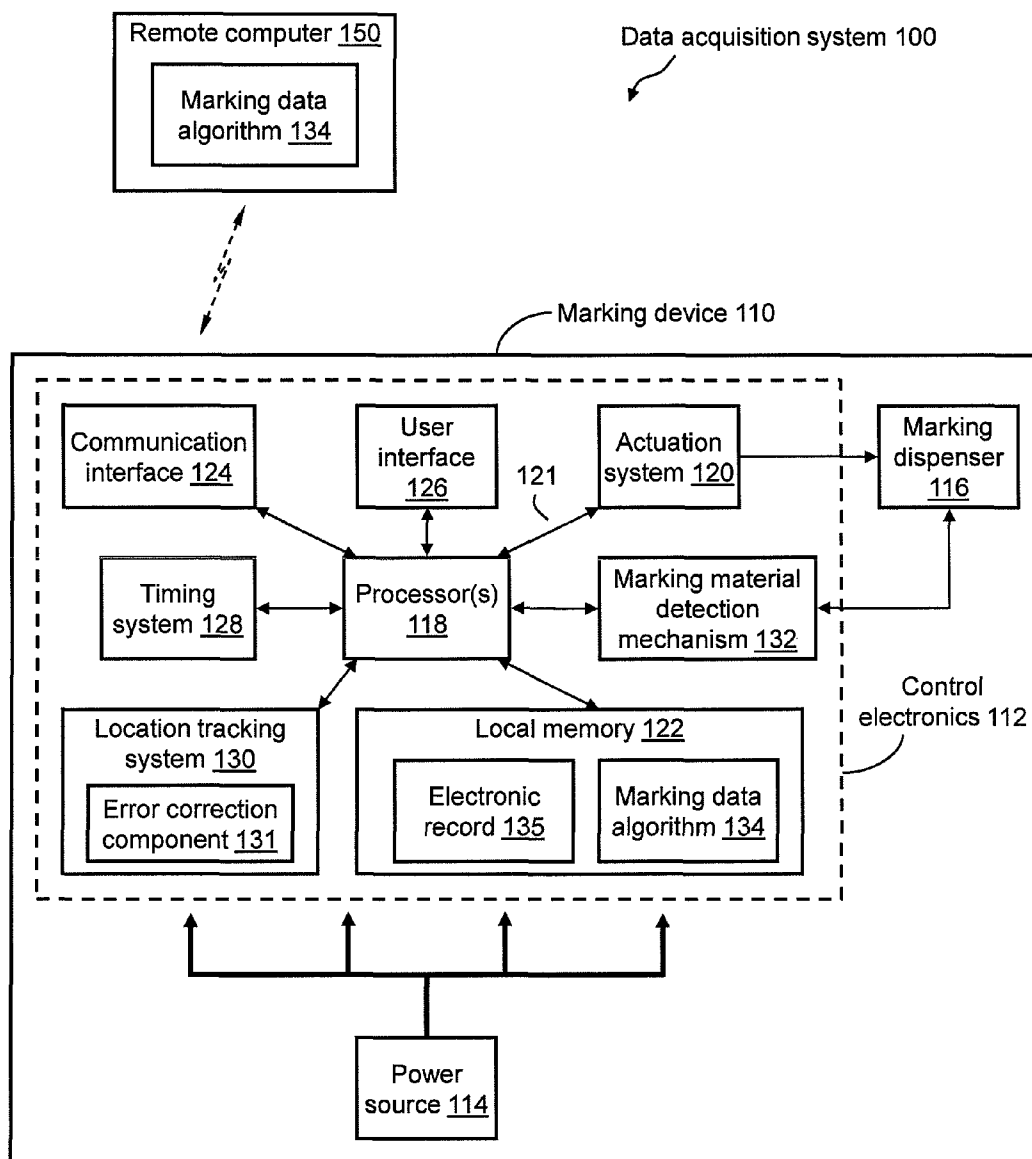 Remote computer 150
Data acquisition system 100
Marking data
algorithm 134
Marking device 110
Communication
interface 124
User
interface
126
Actuation
system 120
Marking
dispenser
116
121
Timing
system 128
Processor(s)
118
Marking material
detection
mechanism 132
Control
electronics 112
Location tracking
system 130
Error correction
component 131
Local memory 122
Electronic
record 135
Marking data
algorithm 134
Power
source 114